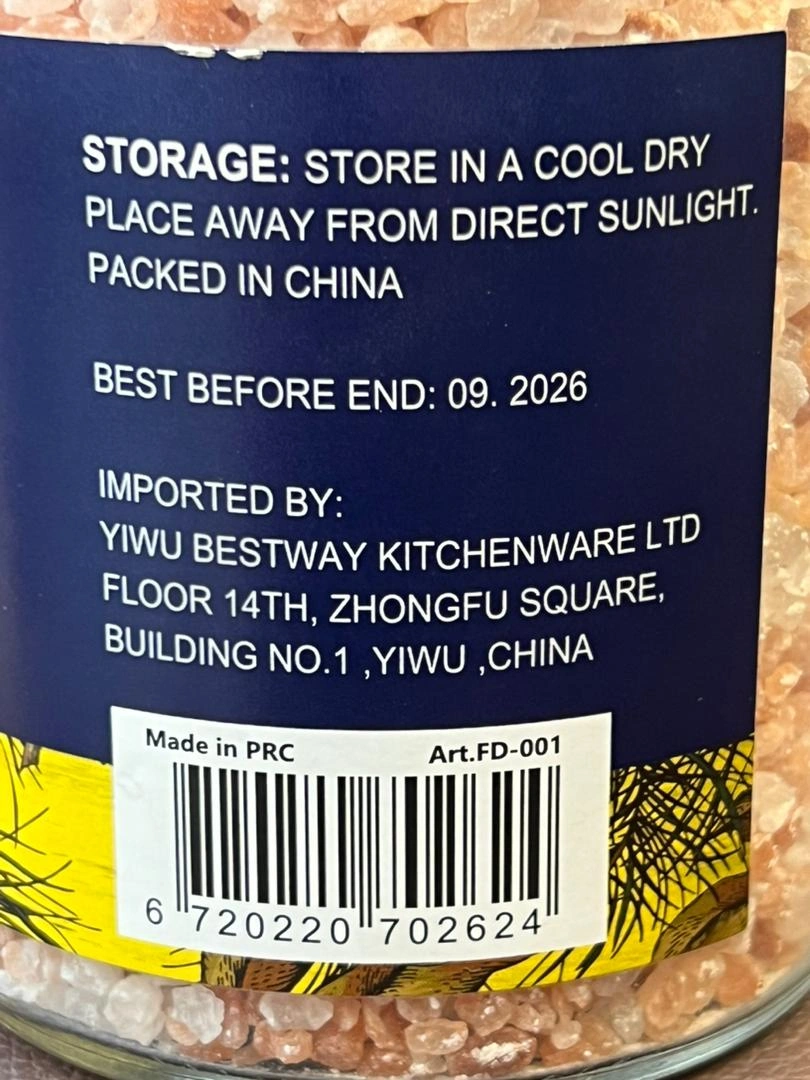 STORAGE: STORE IN A COOL DRY
PLACE AWAY FROM DIRECT SUNLIGHT.
PACKED IN CHINA
BEST BEFORE END: 09. 2026
IMPORTED BY:
YIWU BESTWAY KITCHENWARE LTD
FLOOR 14TH, ZHONGFU SQUARE,
BUILDING NO.1 ,YIWU ,CHINA
Made in PRC Art.FD-001
6 720220 702624